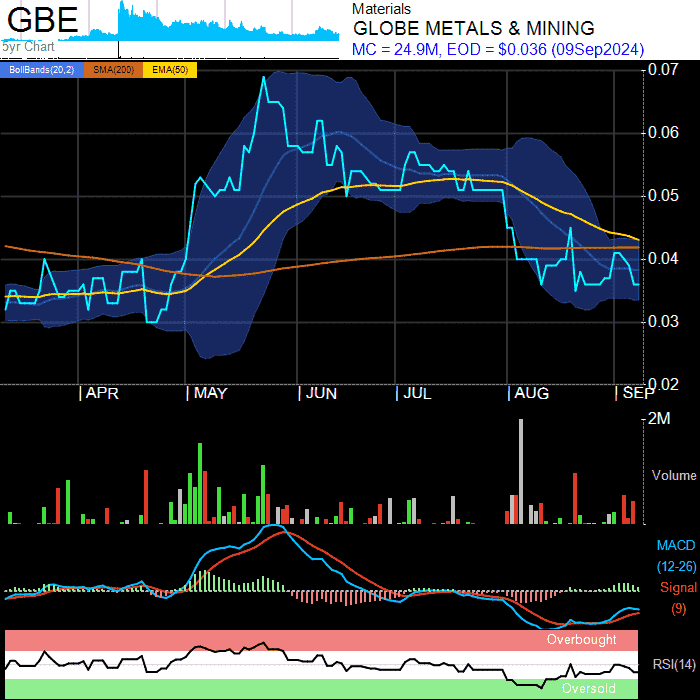 GBE
5yr Chart
Materials
GLOBE METALS & MINING
MC = 24.9M, EOD = $0.036 (09Sep2024)
BollBands(20,2) SMA(200) EMA(50)
0.07
0.06
0.05
0.04
0.03
0.02
APR MAY JUN JUL AUG SEP
2M
Volume
MACD
(12-26)
Signal
(9)
Overbought
RSI(14)
Oversold